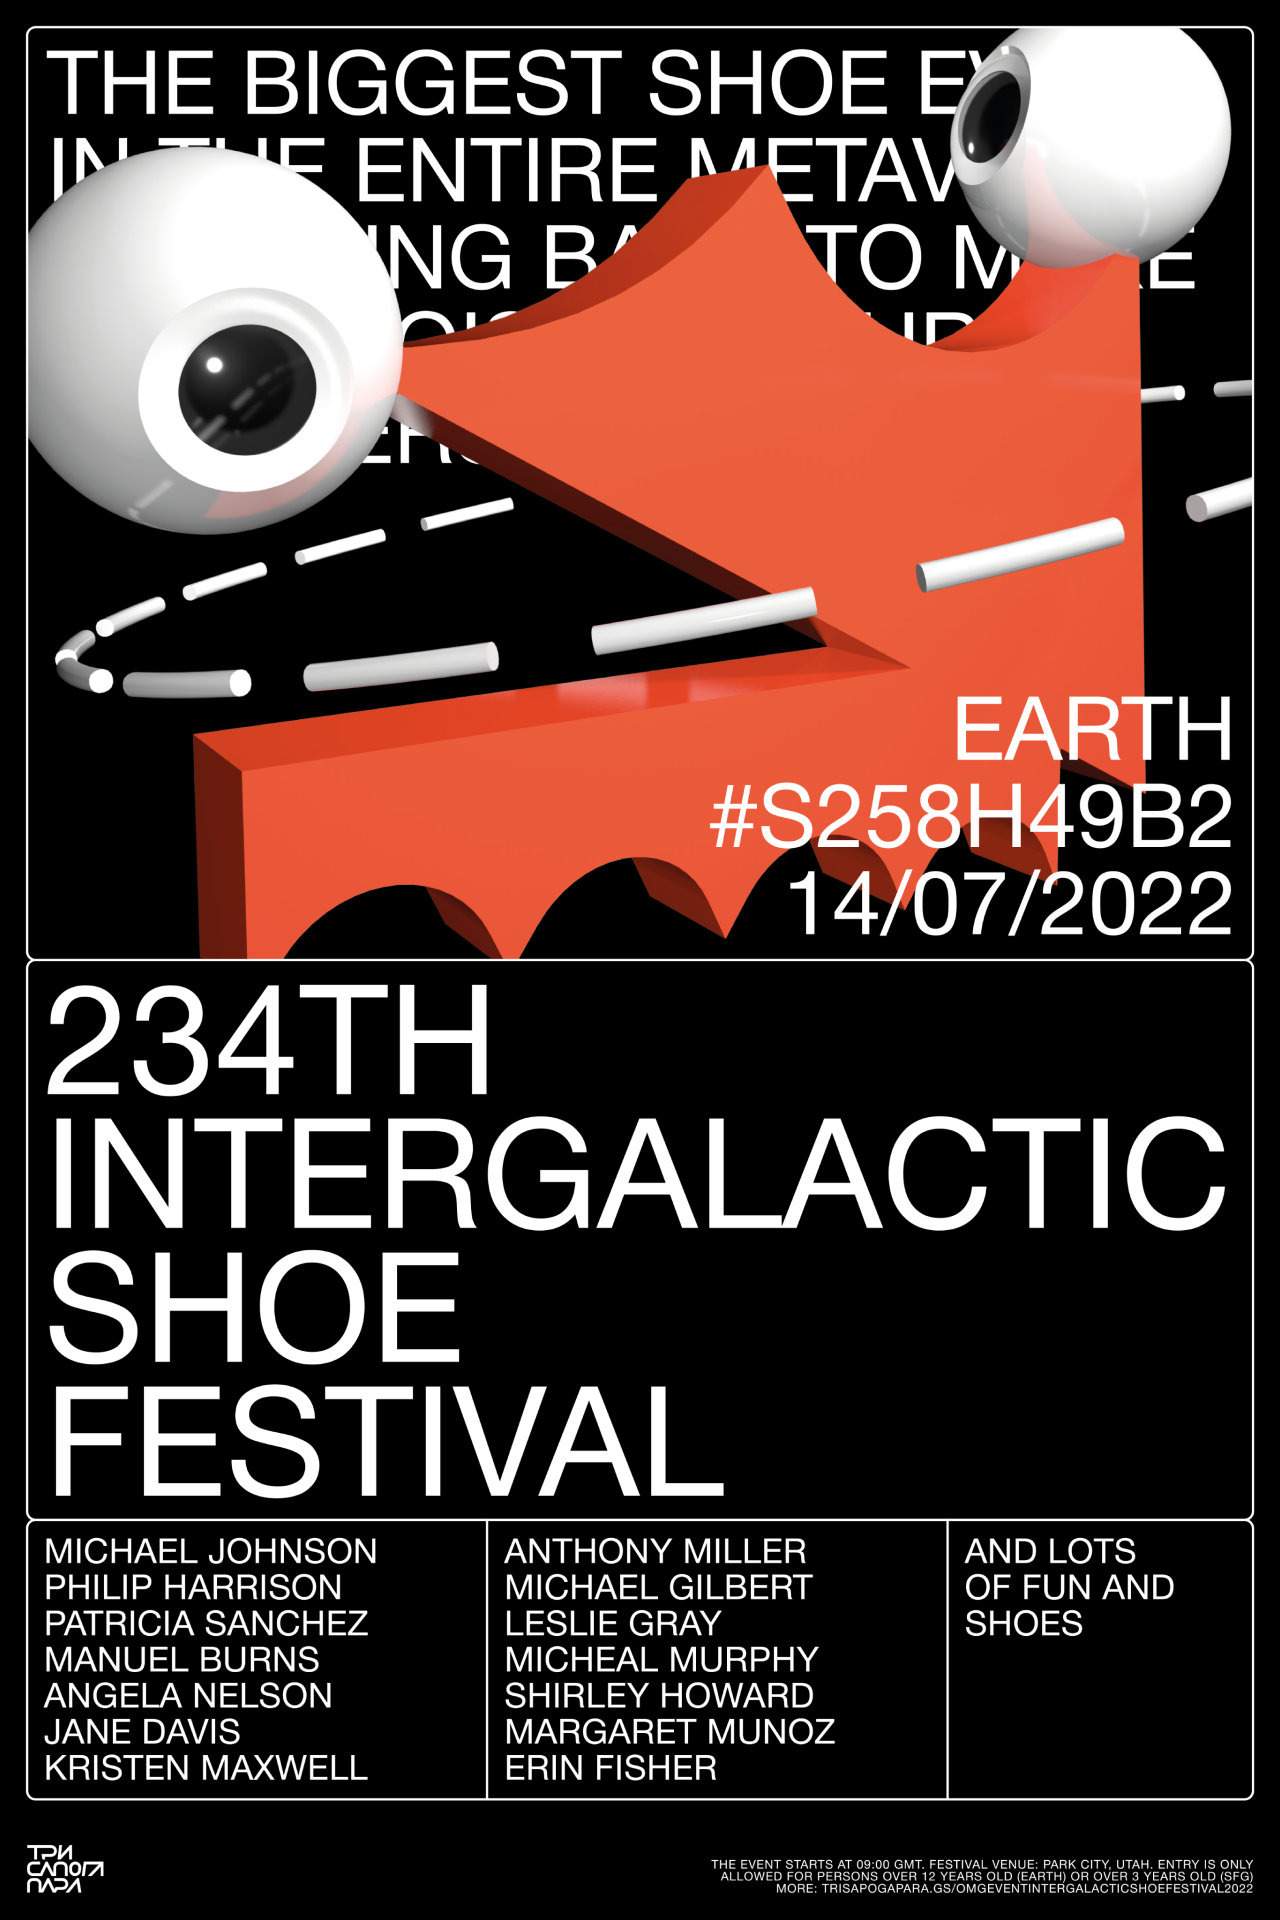 THE BIGGEST SHOE
IN THE ENTIRE
TO
EARTH
#S258H49B2
14/07/2022
234TH
INTERGALACTIC
SHOE
FESTIVAL
MICHAEL JOHNSON
PHILIP HARRISON
PATRICIA SANCHEZ
MANUEL BURNS
ANGELA NELSON
JANE DAVIS
KRISTEN MAXWELL
ANTHONY MILLER
MICHAEL GILBERT
LESLIE GRAY
MICHEAL MURPHY
SHIRLEY HOWARD
MARGARET MUNOZ
ERIN FISHER
AND LOTS
OF FUN AND
SHOES
ТРИ
САПОГА
ПАРА
THE EVENT STARTS AT 09:00 GMT. FESTIVAL VENUE: PARK CITY, UTAH. ENTRY IS ONLY
ALLOWED FOR PERSONS OVER 12 YEARS OLD (EARTH) OR OVER 3 YEARS OLD (SFG)
MORE: TRISAPOGAPARA.GS/OMGEVENTINTERGALACTICSHOEFESTIVAL2022